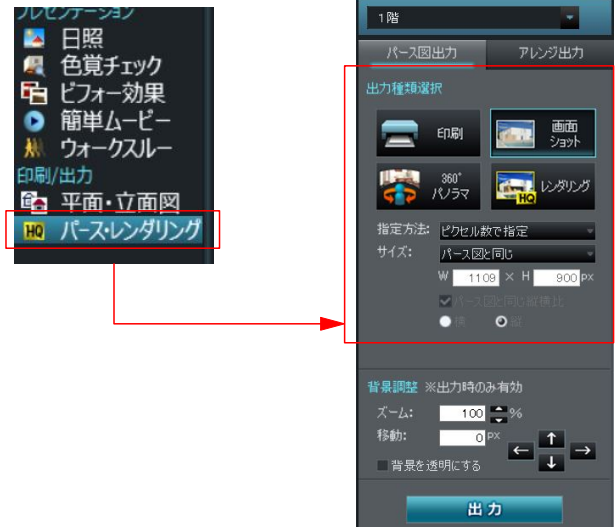 プレゼンテーション
日照
色覚チェック
ビフォー効果
簡単ムービー
ウォークスルー
印刷/出力
平面・立面図
HQ パース・レンダリング
1階
パース図出力 アレンジ出力
出力種類選択
印刷
画面
ショット
360°
パノラマ
HQ レンダリング
指定方法: ピクセル数で指定
サイズ: パース図と同じ
W 1109 × H 900 px
パース図と同じ縦横比
横 縦
背景調整 ※出力時のみ有効
ズーム: 100 %
移動: 0 px
← ↑ ↓ →
背景を透明にする
出力